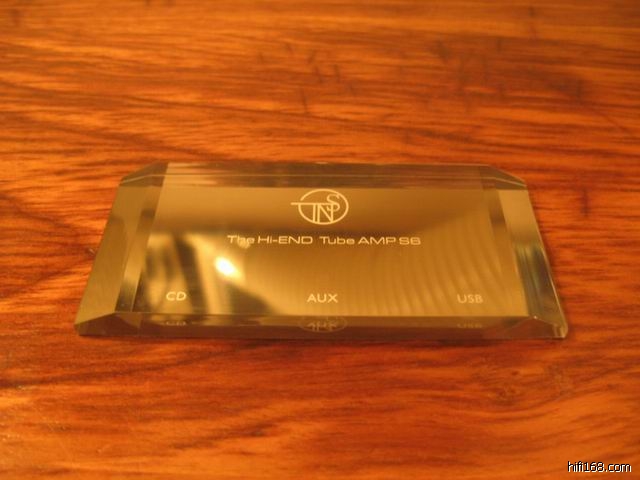 The Hi-END Tube AMP S6
CD AUX USB
hifi168.com